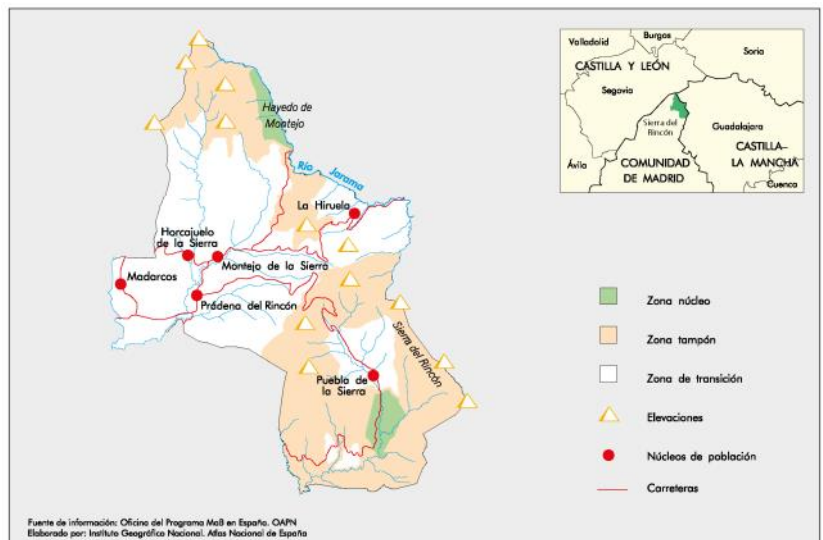 Hayedo de
Montejo
Río Jarama
La Hiruela
Horcajuelo
de la Sierra
Montejo de la Sierra
Madarcos
Prádena del Rincón
Sierra del Rincón
Puebla de
la Sierra
Valladolid
Burgos
Soria
CASTILLA Y LEÓN
Segovia
Sierra del
Rincón
Guadalajara
CASTILLA–
LA MANCHA
Ávila
COMUNIDAD
DE MADRID
Cuenca
Zona núcleo
Zona tampón
Zona de transición
Elevaciones
Núcleos de población
Carreteras
Fuente de información: Oficina del Programa MaB en España. OAPN
Elaborado por: Instituto Geográfico Nacional. Atlas Nacional de España